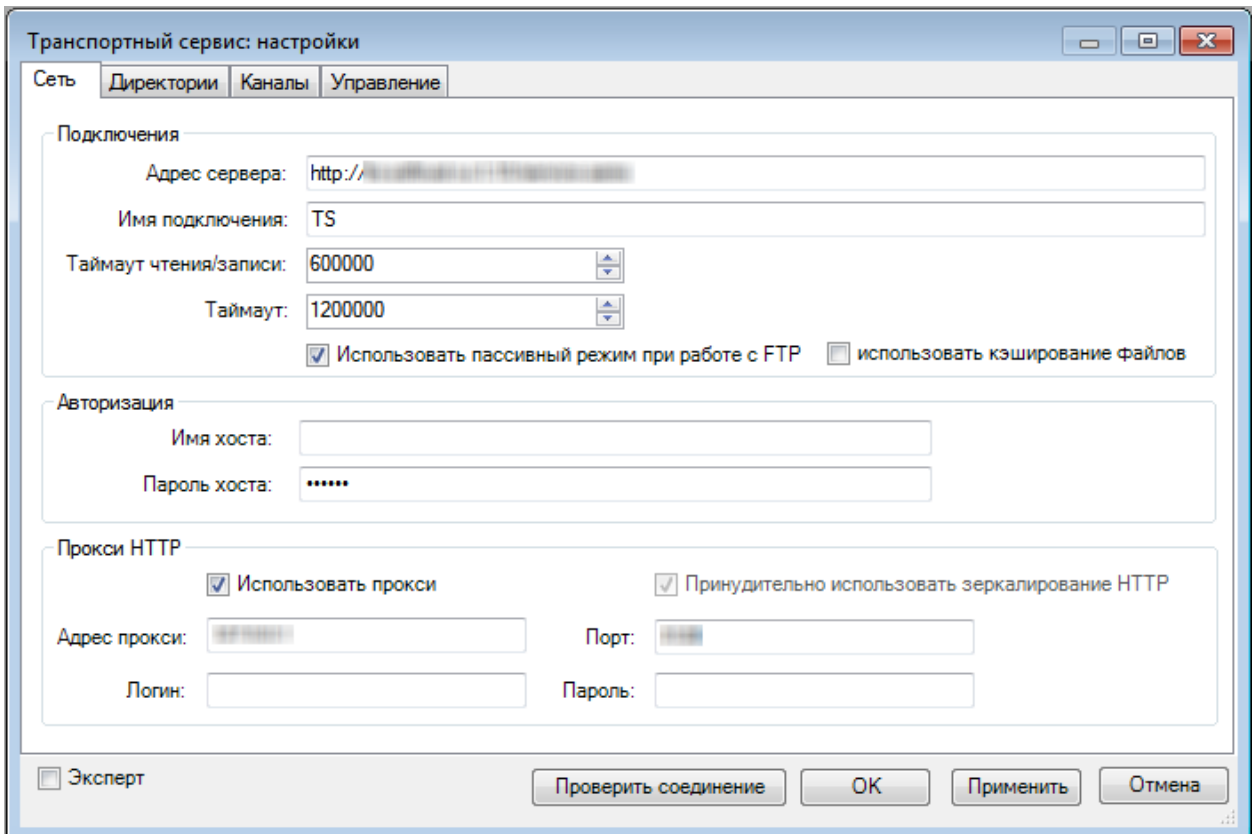 Транспортный сервис: настройки
Сеть Директории Каналы Управление
Подключения
Адрес сервера: http://
Имя подключения: TS
Таймаут чтения/записи: 600000
Таймаут: 1200000
Использовать пассивный режим при работе с FTP использовать кэширование файлов
Авторизация
Имя хоста:
Пароль хоста: ••••••
Прокси HTTP
Использовать прокси Принудительно использовать зеркалирование HTTP
Адрес прокси: Порт:
Логин: Пароль:
Эксперт Проверить соединение OK Применить Отмена